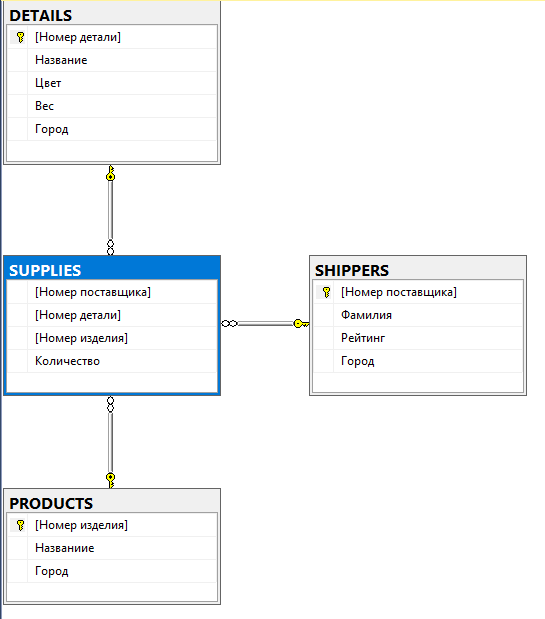 DETAILS
[Номер детали]
Название
Цвет
Вес
Город
SUPPLIES
[Номер поставщика]
[Номер детали]
[Номер изделия]
Количество
SHIPPERS
[Номер поставщика]
Фамилия
Рейтинг
Город
PRODUCTS
[Номер изделия]
Названиие
Город